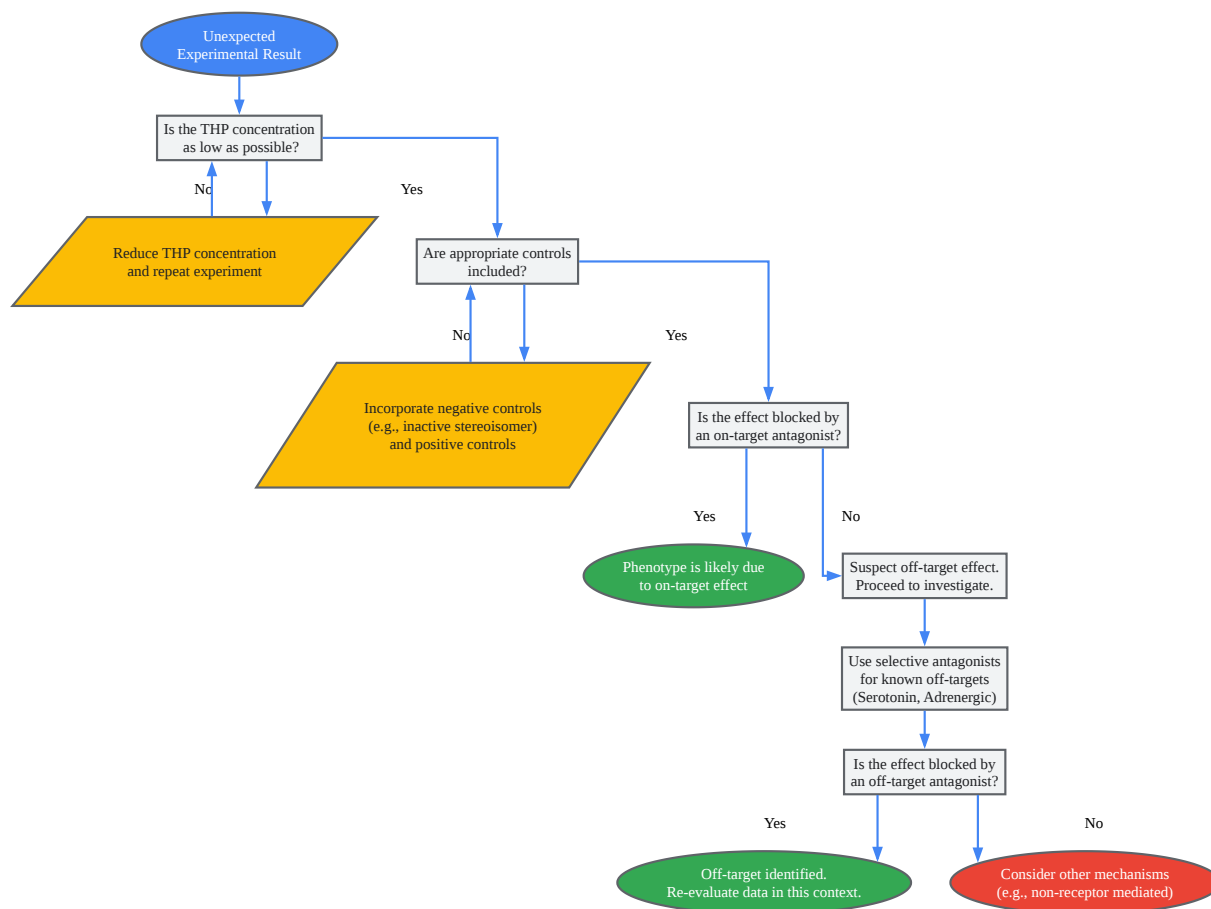 Unexpected
Experimental Result
Is the THP concentration
as low as possible?
No
Yes
Reduce THP concentration
and repeat experiment
Are appropriate controls
included?
No
Yes
Incorporate negative controls
(e.g., inactive stereoisomer)
and positive controls
Is the effect blocked by
an on-target antagonist?
Yes
No
Phenotype is likely due
to on-target effect
Suspect off-target effect.
Proceed to investigate.
Use selective antagonists
for known off-targets
(Serotonin, Adrenergic)
Is the effect blocked by
an off-target antagonist?
Yes
No
Off-target identified.
Re-evaluate data in this context.
Consider other mechanisms
(e.g., non-receptor mediated)